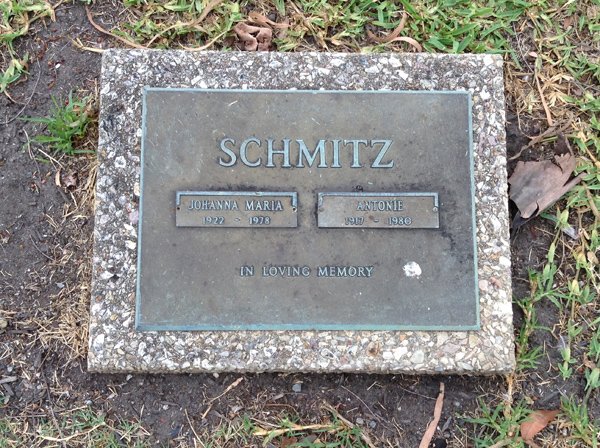 SCHMITZ
JOHANNA MARIA
1922 - 1978
ANTONIE
1917 - 1980
IN LOVING MEMORY